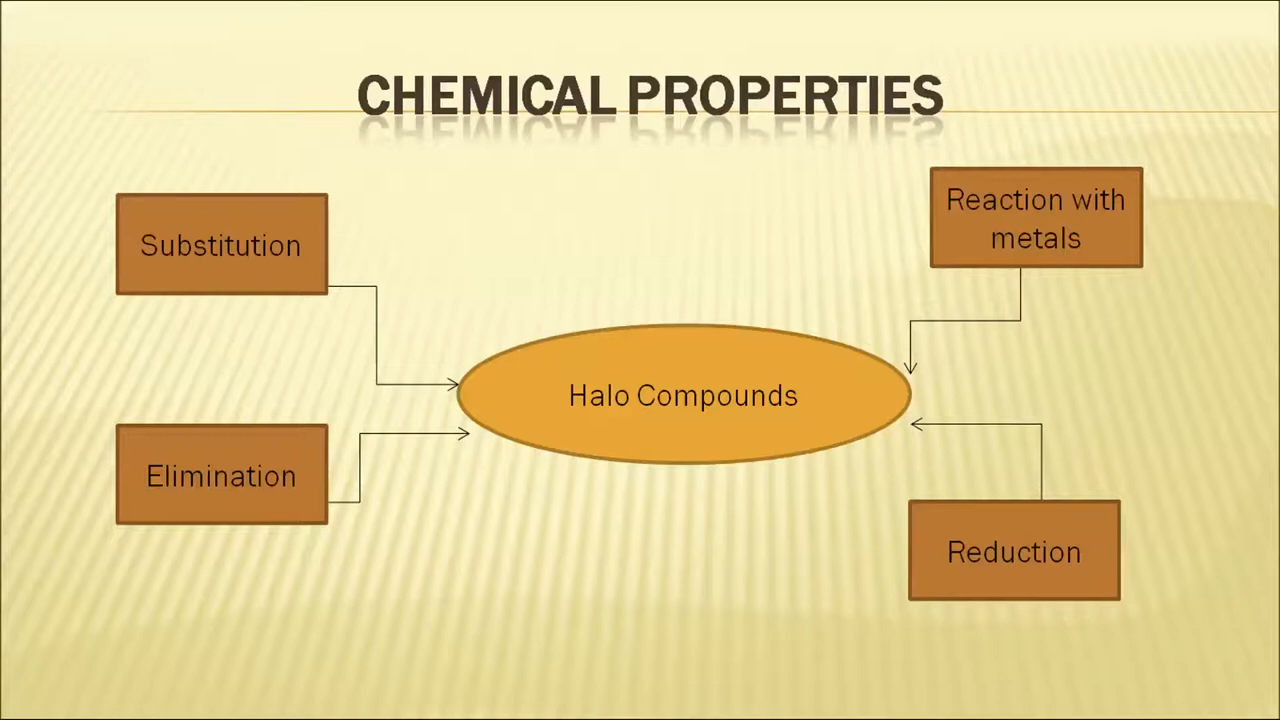 CHEMICAL PROPERTIES
Substitution
Reaction with
metals
Halo Compounds
Elimination
Reduction